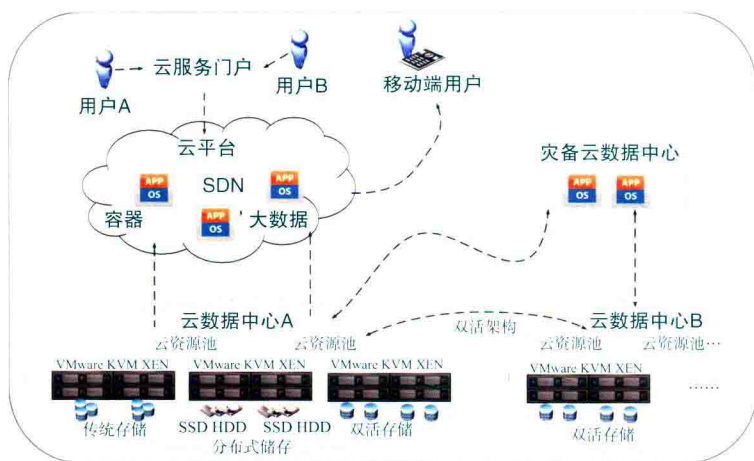 云服务门户
用户A
用户B
移动端用户
云平台
SDN
APP
OS
APP
OS
APP
OS
容器
大数据
灾备云数据中心
APP
OS
APP
OS
云数据中心A
云资源池
云资源池
双活架构
云数据中心B
云资源池
云资源池…
VMware KVM XEN
VMware KVM XEN
VMware KVM XEN
VMware KVM XEN
……
传统存储
SSD HDD
SSD HDD
分布式储存
双活存储
双活存储